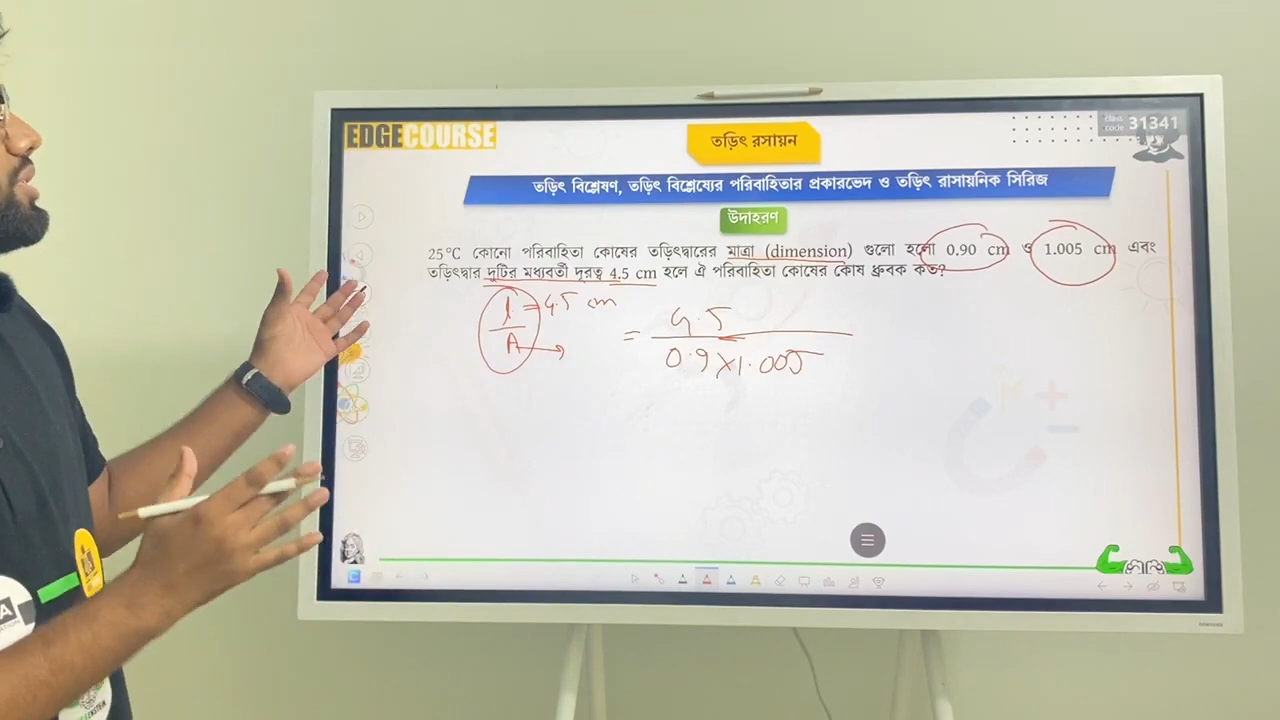 EDGECOURSE
তড়িৎ রসায়ন
class code 31341
তড়িৎ বিশ্লেষণ, তড়িৎ বিশ্লেষ্যের পরিবাহিতার প্রকারভেদ ও তড়িৎ রাসায়নিক সিরিজ
উদাহরণ
25°C কোনো পরিবাহিতা কোষের তড়িৎদ্বারের মাত্রা (dimension) গুলো হলো 0.90 cm ও 1.005 cm এবং
তড়িৎদ্বার দুটির মধ্যবর্তী দূরত্ব 4.5 cm হলে ঐ পরিবাহিতা কোষের কোষ ধ্রুবক কত?
l = 4.5 cm
A
= 4.5
0.9×1.005
SAMSUNG